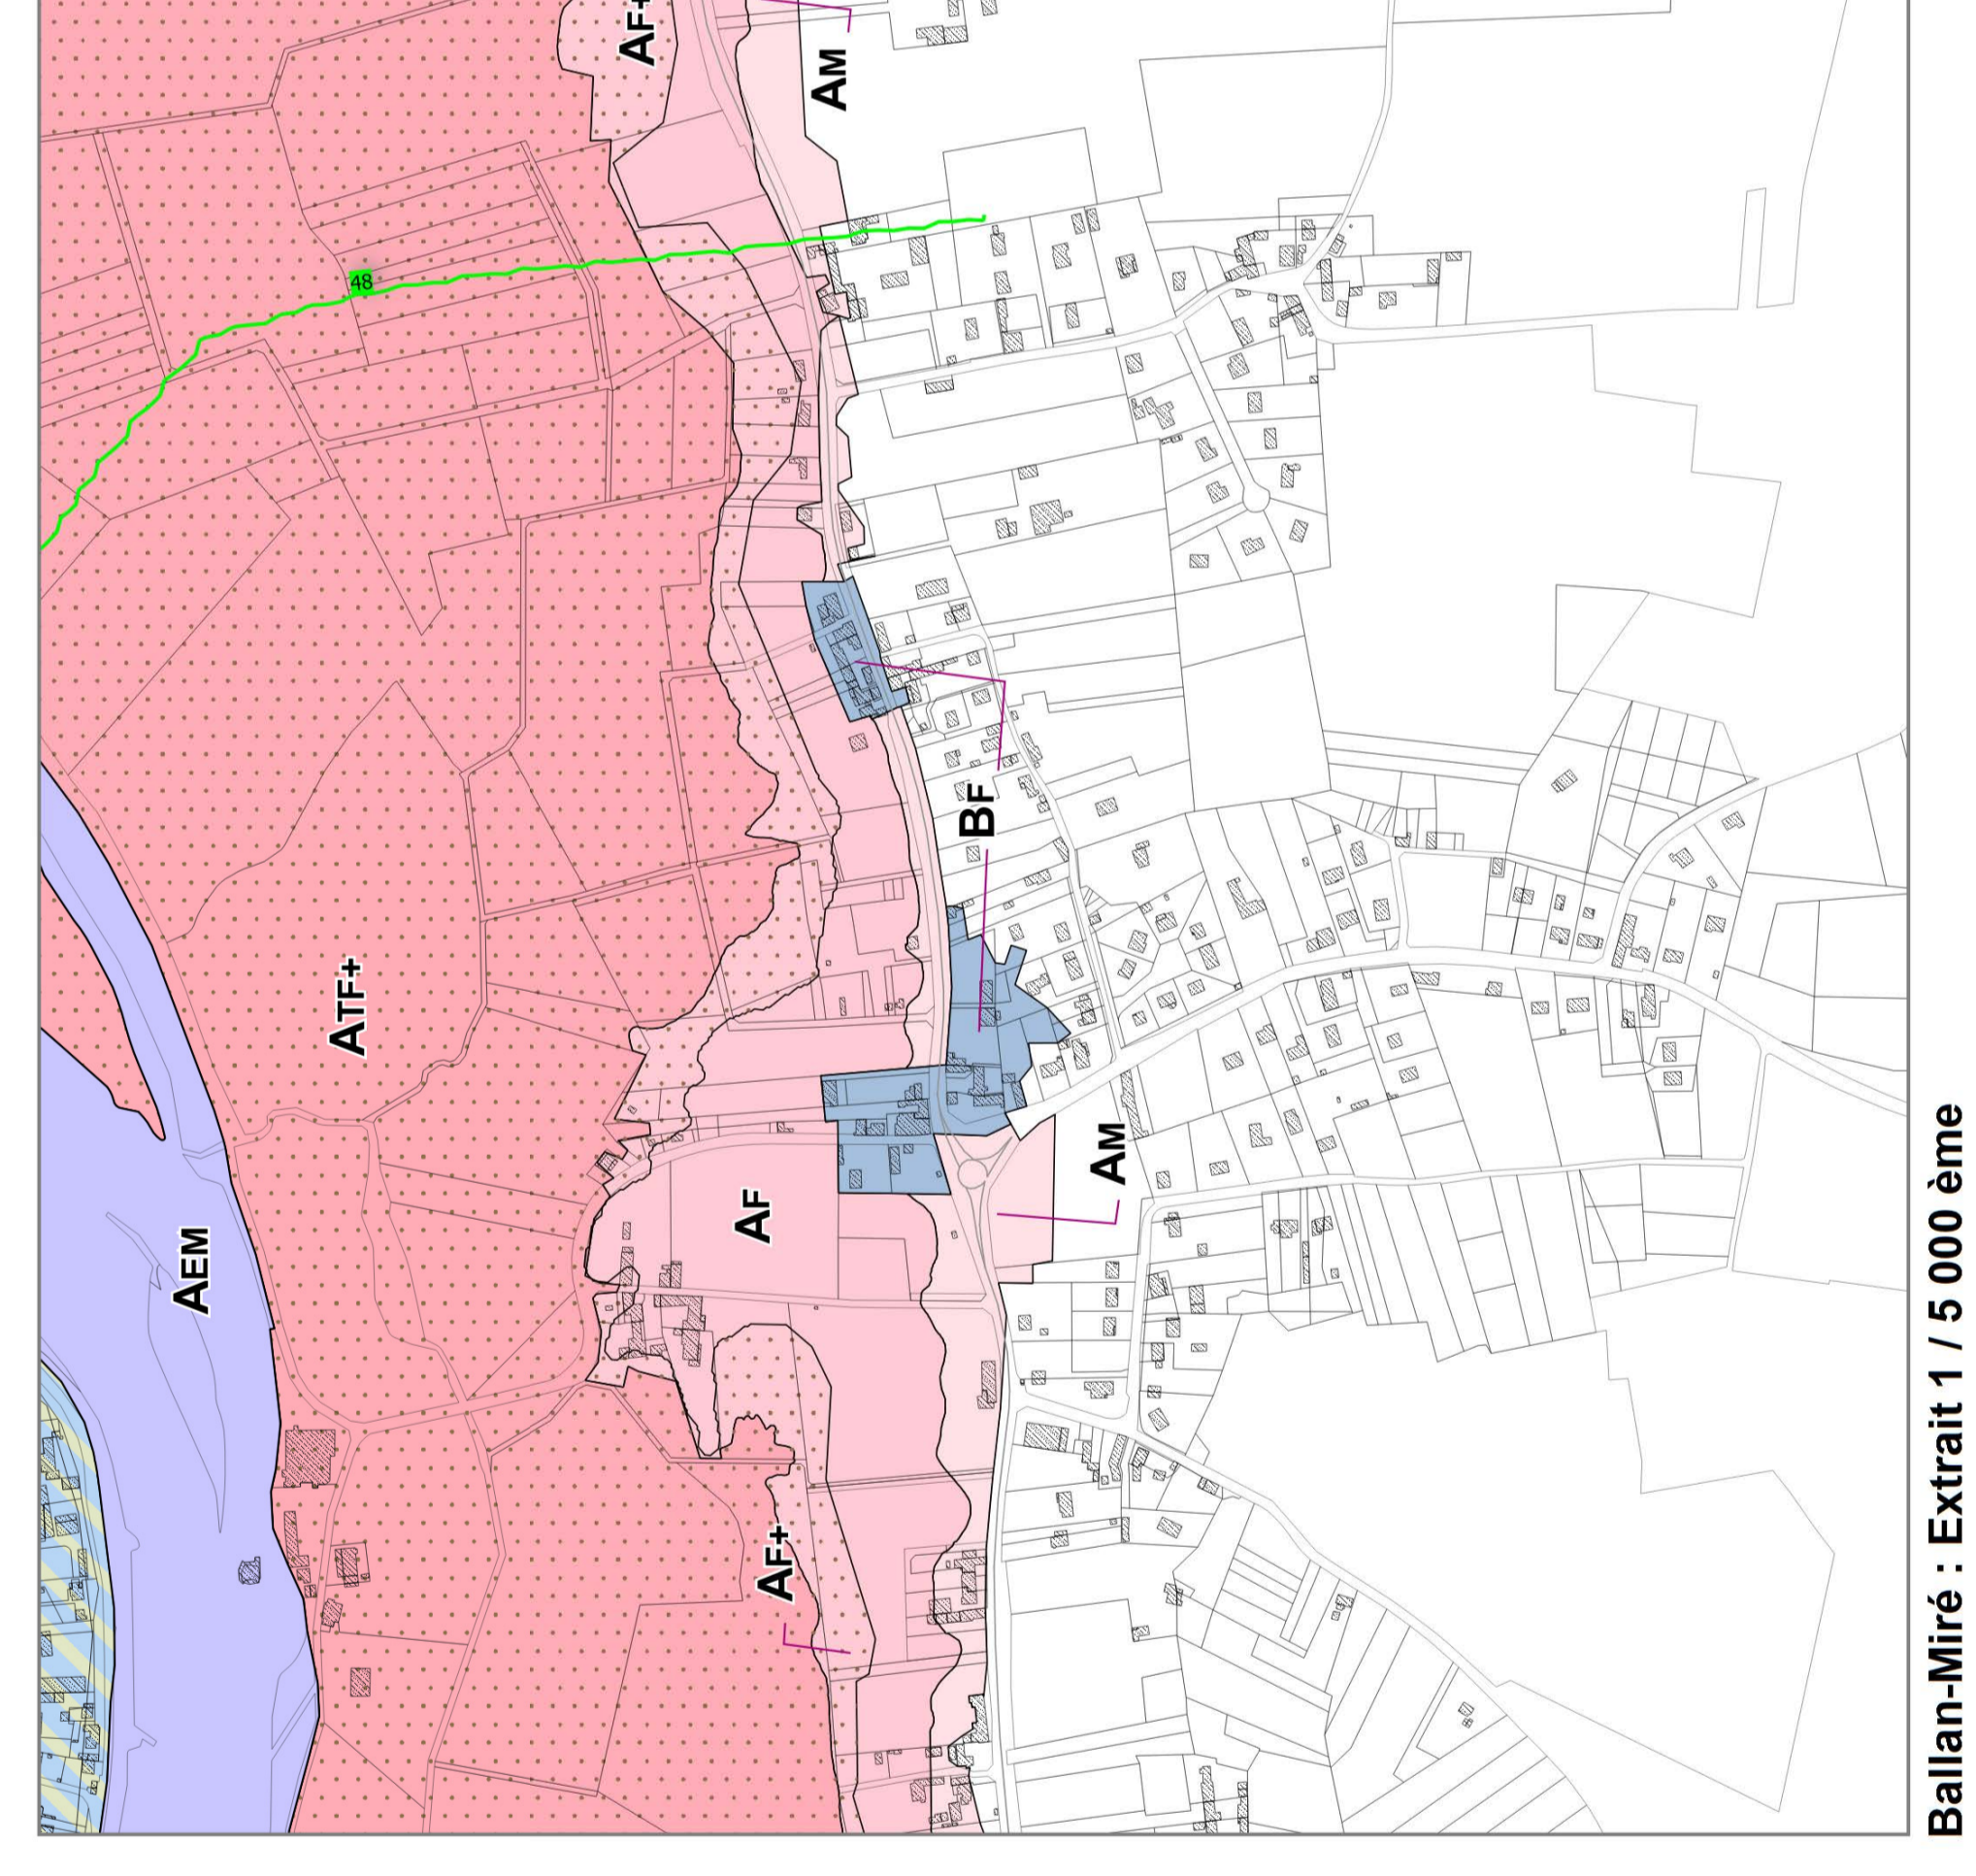 AF+
AM
48
BF
ATF+
AM
AF
AEM
AF+
Ballan-Miré : Extrait 1 / 5 000 ème